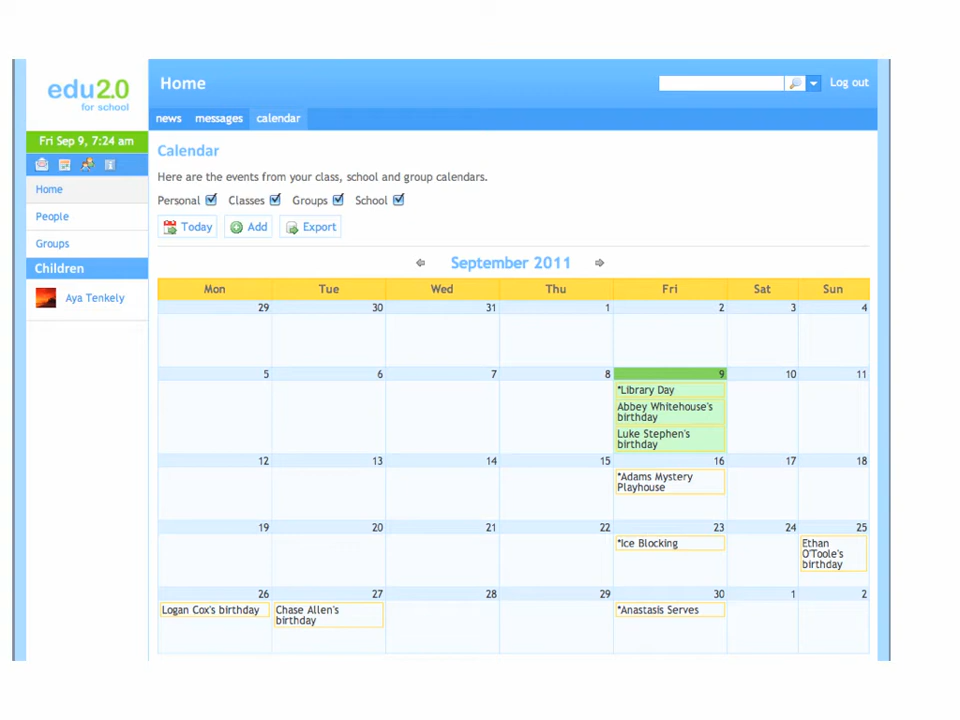 edu2.0
for school
Home
Log out
news messages calendar
Fri Sep 9, 7:24 am
Home
People
Groups
Children
Aya Tenkely
Calendar
Here are the events from your class, school and group calendars.
Personal Classes Groups School
Today Add Export
September 2011
Mon Tue Wed Thu Fri Sat Sun
29 30 31 1 2 3 4
5 6 7 8 9 10 11
*Library Day
Abbey Whitehouse's
birthday
Luke Stephen's
birthday
12 13 14 15 16 17 18
*Adams Mystery
Playhouse
19 20 21 22 23 24 25
*Ice Blocking
Ethan
O'Toole's
birthday
26 27 28 29 30 1 2
Logan Cox's birthday
Chase Allen's
birthday
*Anastasis Serves